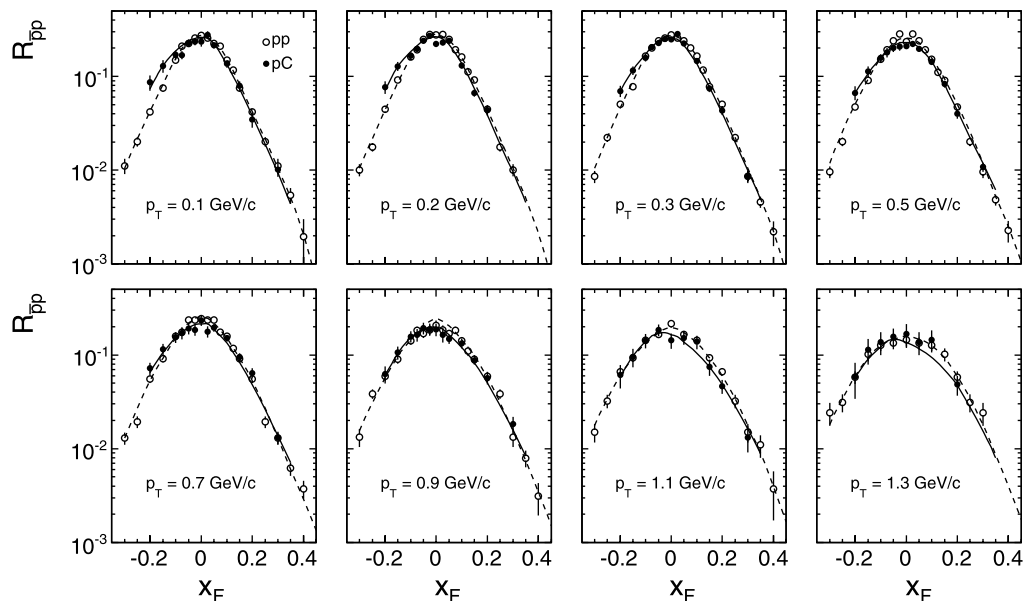 R_p̅p
pp
pC
10^-1
10^-2
10^-3
p_T = 0.1 GeV/c
p_T = 0.2 GeV/c
p_T = 0.3 GeV/c
p_T = 0.5 GeV/c
R_p̅p
10^-1
10^-2
10^-3
p_T = 0.7 GeV/c
p_T = 0.9 GeV/c
p_T = 1.1 GeV/c
p_T = 1.3 GeV/c
-0.2 0 0.2 0.4 -0.2 0 0.2 0.4 -0.2 0 0.2 0.4 -0.2 0 0.2 0.4
x_F x_F x_F x_F